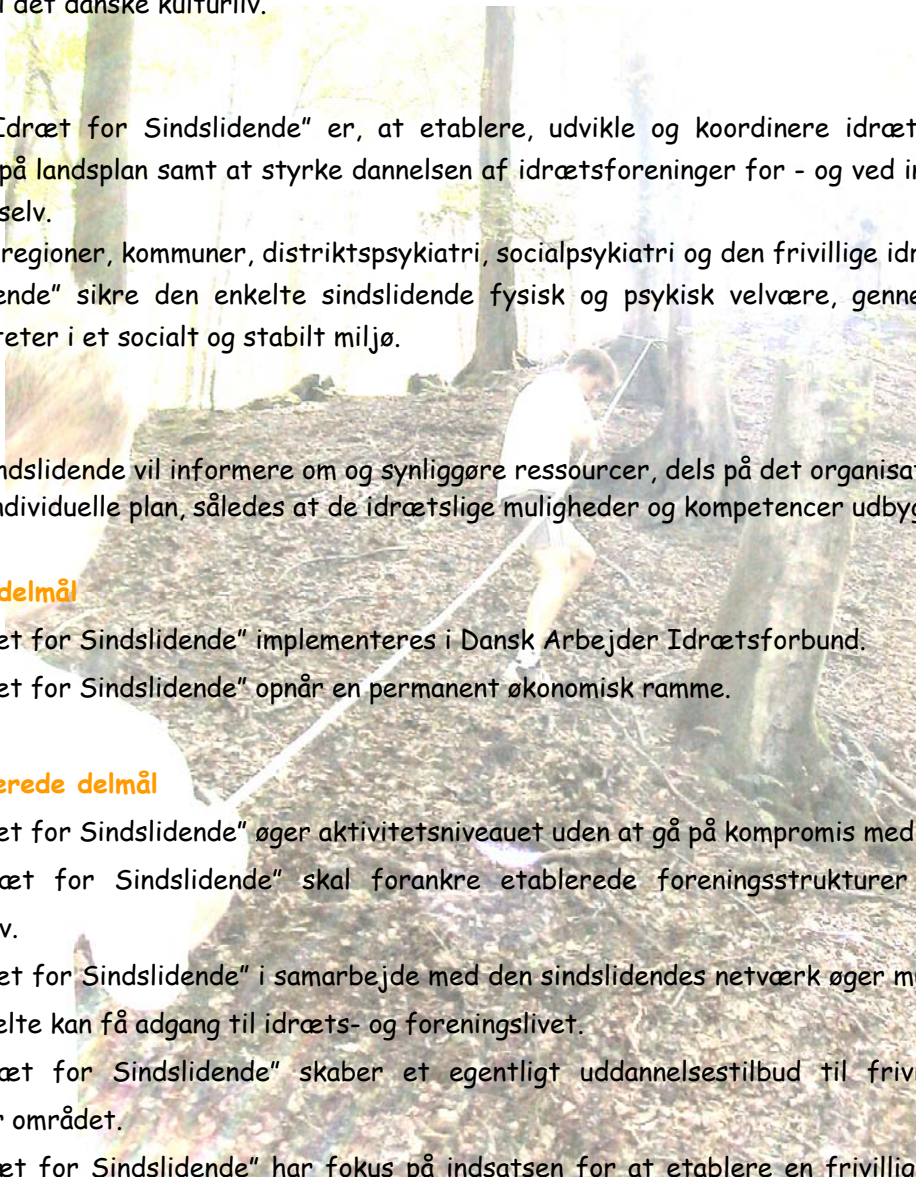 i det danske kulturliv.
Idræt for Sindslidende” er, at etablere, udvikle og koordinere idræt
på landsplan samt at styrke dannelsen af idrætsforeninger for - og ved
selv.
regioner, kommuner, distriktspsykiatri, socialpsykiatri og den frivillige
ende” sikre den enkelte sindslidende fysisk og psykisk velvære,
teter i et socialt og stabilt miljø.
ndslidende vil informere om og synliggøre ressourcer, dels på det
ndividuelle plan, således at de idrætslige muligheder og kompetencer
delmål
et for Sindslidende” implementeres i Dansk Arbejder Idrætsforbund.
et for Sindslidende” opnår en permanent økonomisk ramme.
erede delmål
et for Sindslidende” øger aktivitetsniveauet uden at gå på kompromis med
æt for Sindslidende” skal forankre etablerede foreningsstrukturer
v.
et for Sindslidende” i samarbejde med den sindslidendes netværk øger
elte kan få adgang til idræts- og foreningslivet.
æt for Sindslidende” skaber et egentligt uddannelsestilbud til
r området.
et for Sindslidende” har fokus på indsatsen for at etablere en